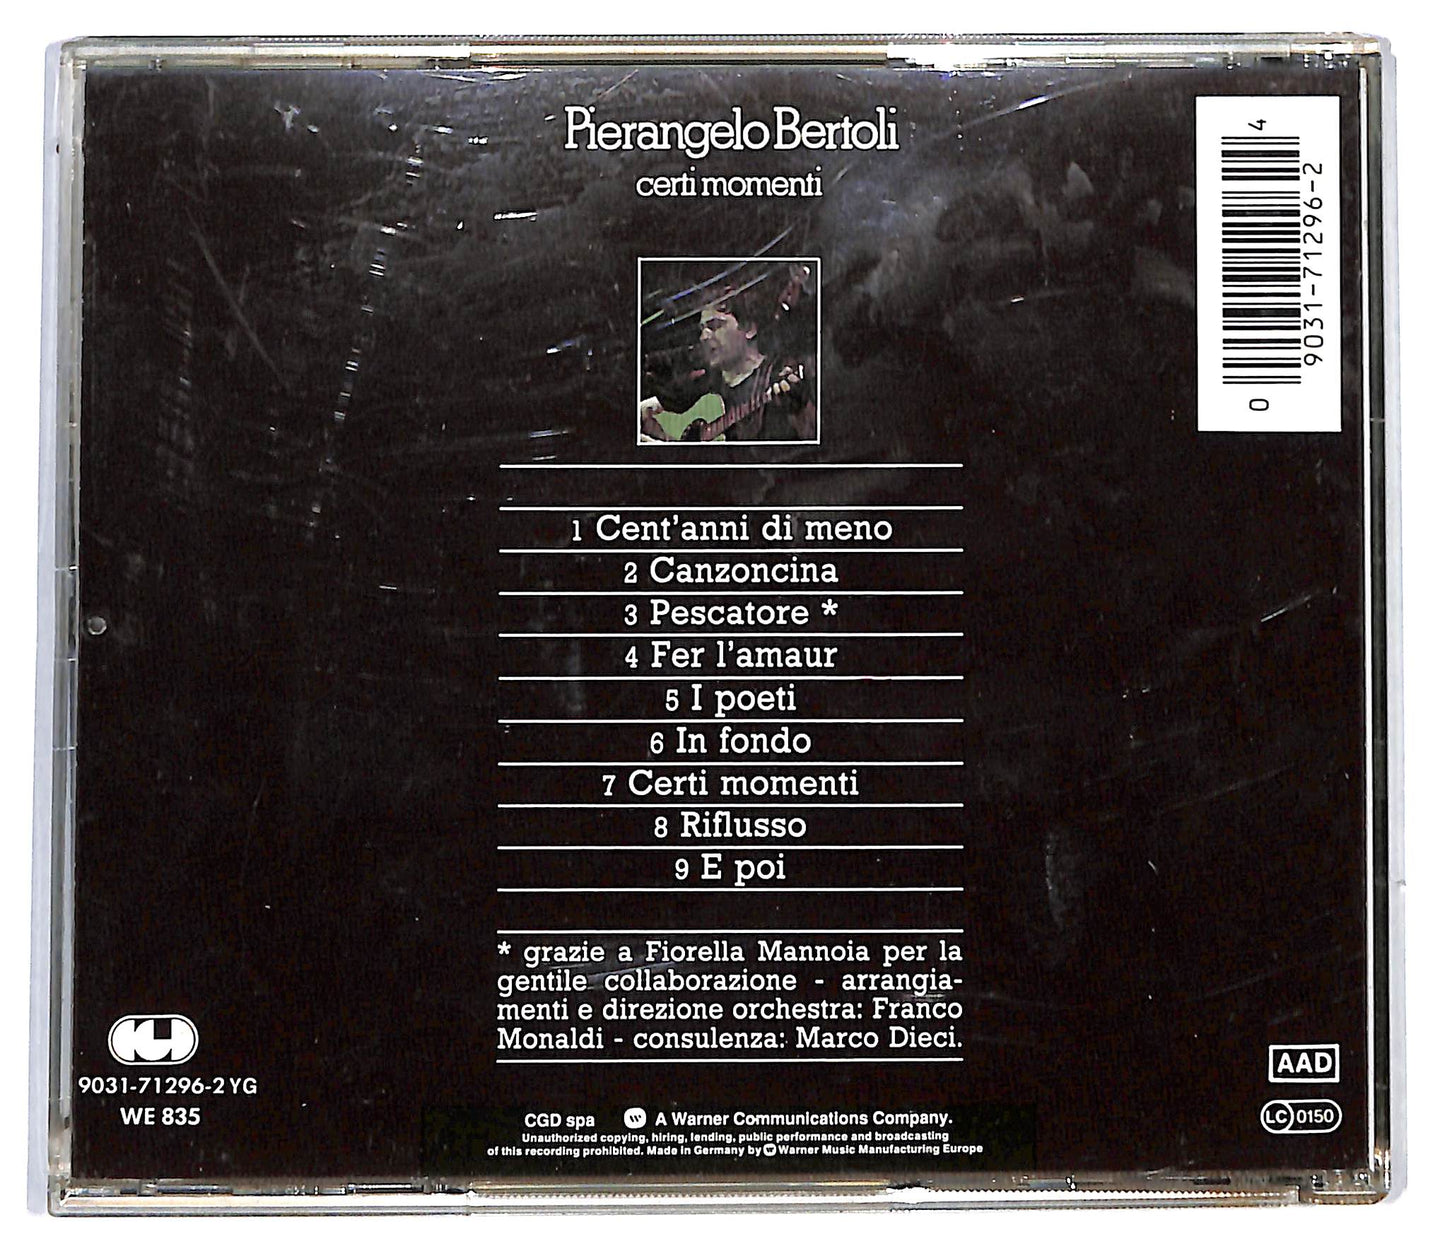 Pierangelo Bertoli
certi momenti
4
9031-71296-2
0
1 Cent'anni di meno
2 Canzoncina
3 Pescatore *
4 Fer l'amaur
5 I poeti
6 In fondo
7 Certi momenti
8 Riflusso
9 E poi
* grazie a Fiorella Mannoia per la
gentile collaborazione - arrangia-
menti e direzione orchestra: Franco
Monaldi - consulenza: Marco Dieci.
9031-71296-2 YG
WE 835
AAD
LC 0150
CGD spa A Warner Communications Company.
Unauthorized copying, hiring, lending, public performance and broadcasting
of this recording prohibited. Made in Germany by Warner Music Manufacturing Europe